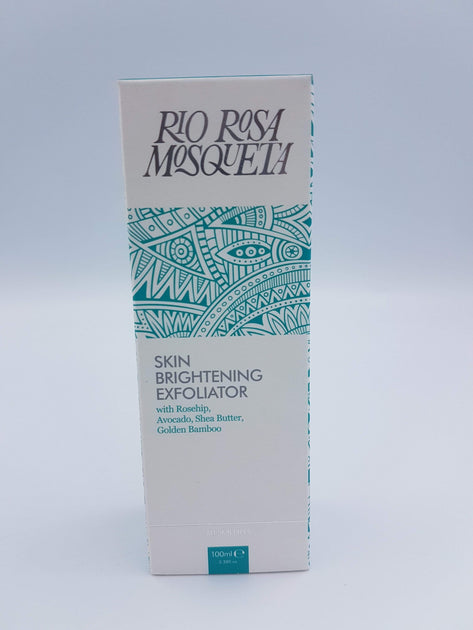 RIO ROSA
MOSQUETA
SKIN
BRIGHTENING
EXFOLIATOR
with Rosehip,
Avocado, Shea Butter,
Golden Bamboo
100ml e